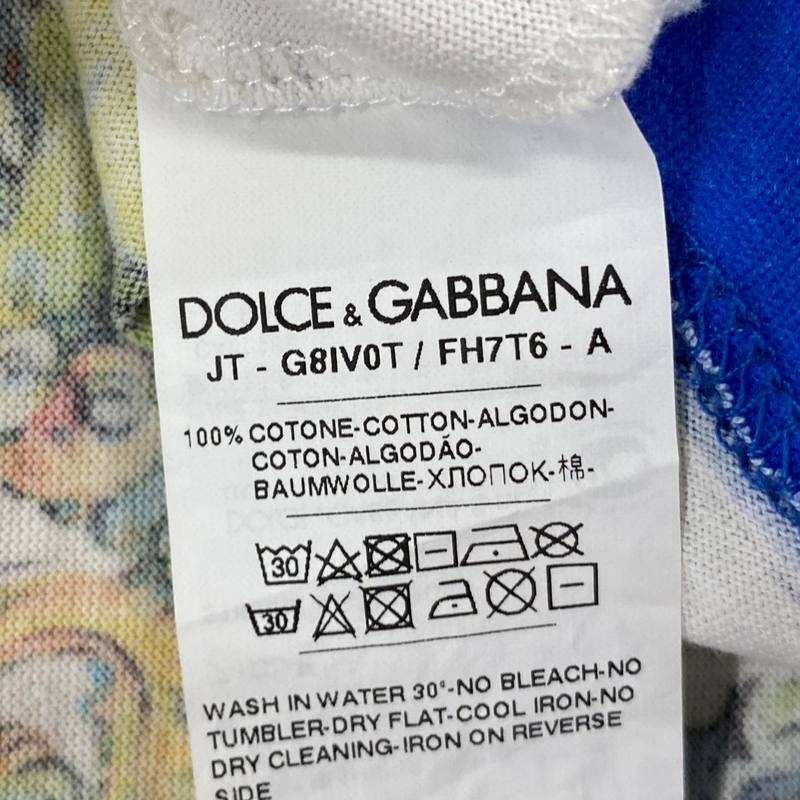 DOLCE & GABBANA
JT - G8IV0T / FH7T6 - A
100% COTONE-COTTON-ALGODON-
COTON-ALGODÃO-
BAUMWOLLE-ХЛОПОК-棉-
30
30
WASH IN WATER 30°-NO BLEACH-NO
TUMBLER-DRY FLAT-COOL IRON-NO
DRY CLEANING-IRON ON REVERSE
SIDE